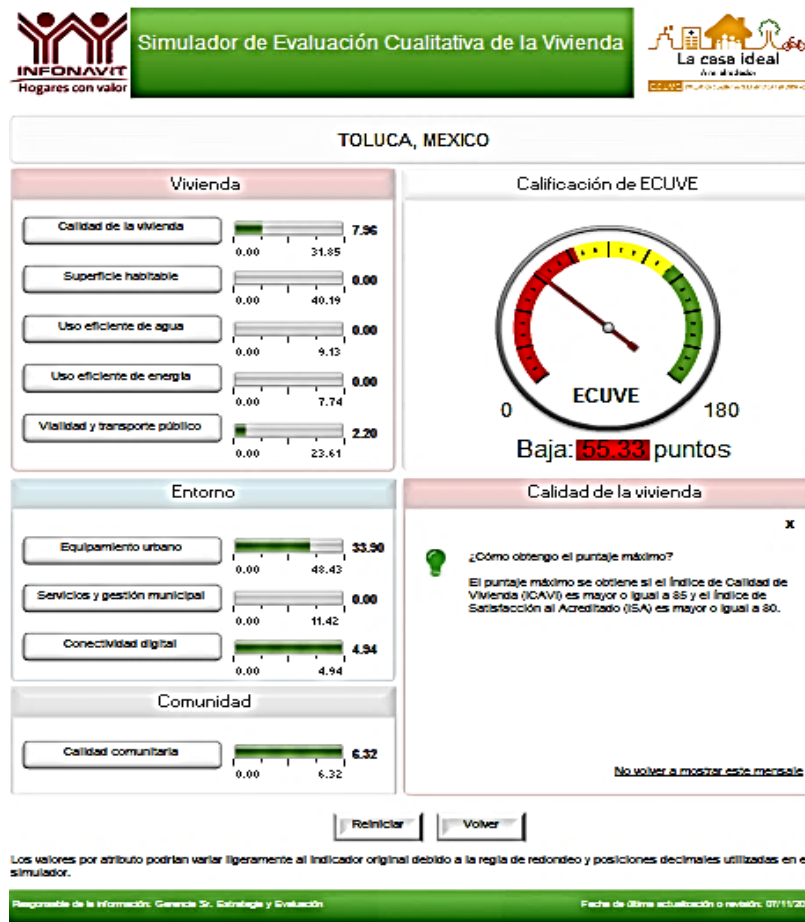 INFONAVIT
Hogares con valor
Simulador de Evaluación Cualitativa de la Vivienda
La casa ideal
TOLUCA, MEXICO
Vivienda
Calidad de la vivienda 7.96
0.00 31.85
Superficie habitable 0.00
0.00 40.19
Uso eficiente de agua 0.00
0.00 9.13
Uso eficiente de energía 0.00
0.00 7.74
Vialidad y transporte público 2.20
0.00 23.61
Calificación de ECUVE
ECUVE
0 180
Baja: 55.33 puntos
Entorno
Equipamiento urbano 33.90
0.00 48.43
Servicios y gestión municipal 0.00
0.00 11.42
Conectividad digital 4.94
0.00 4.94
Comunidad
Calidad comunitaria 6.32
0.00 6.32
Calidad de la vivienda
x
¿Cómo obtengo el puntaje máximo?
El puntaje máximo se obtiene si el Índice de Calidad de
Vivienda (ICAVI) es mayor o igual a 85 y el Índice de
Satisfacción al Acreditado (ISA) es mayor o igual a 80.
No volver a mostrar este mensaje
Reiniciar Volver
Los valores por atributo podrían variar ligeramente al indicador original debido a la regla de redondeo y posiciones decimales utilizadas en e
simulador.
Responsable de la información: Gerencia Sr. Estrategia y Evaluación
Fecha de última actualización o revisión: 07/11/20